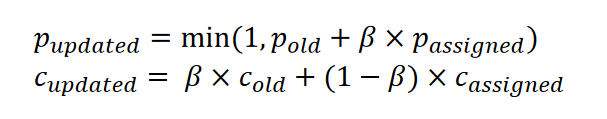 p_updated = min(1, p_old + β × p_assigned)
c_updated = β × c_old + (1 − β) × c_assigned